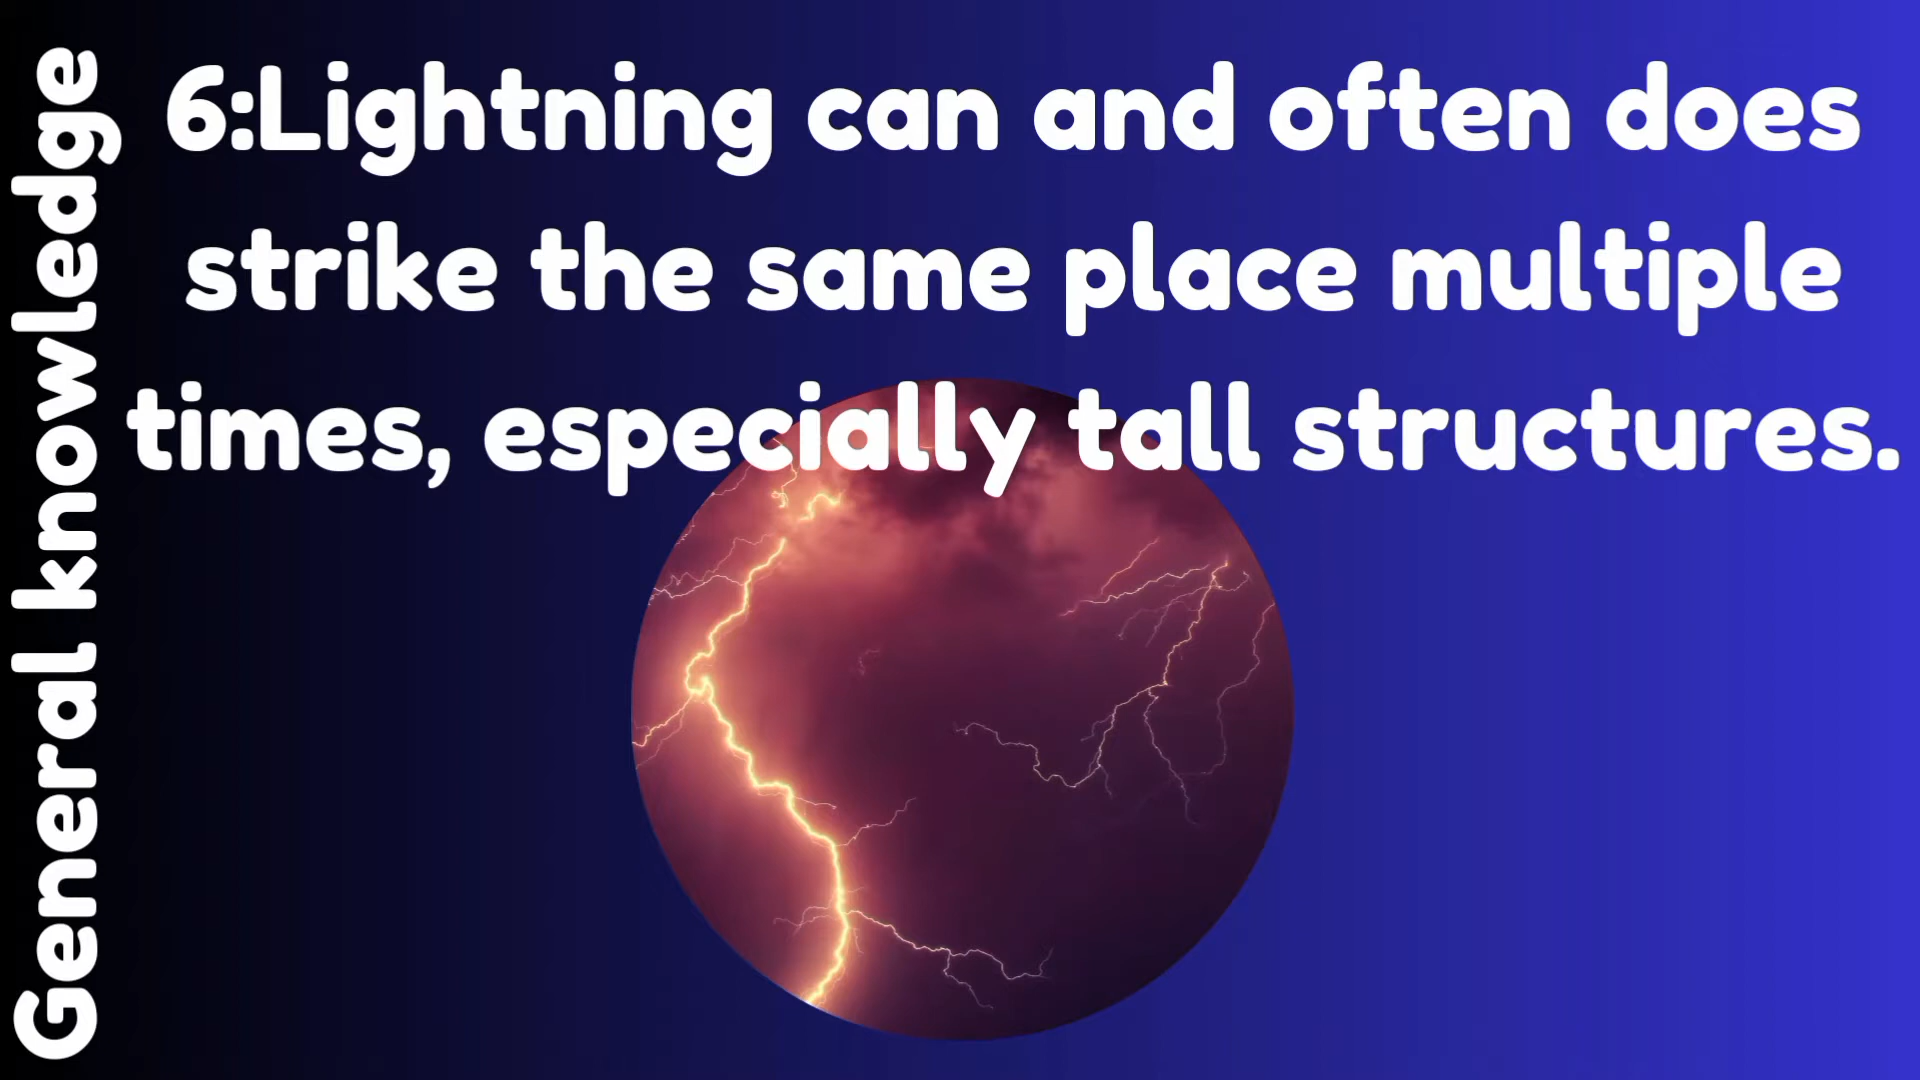 General knowledge
6:Lightning can and often does
strike the same place multiple
times, especially tall structures.